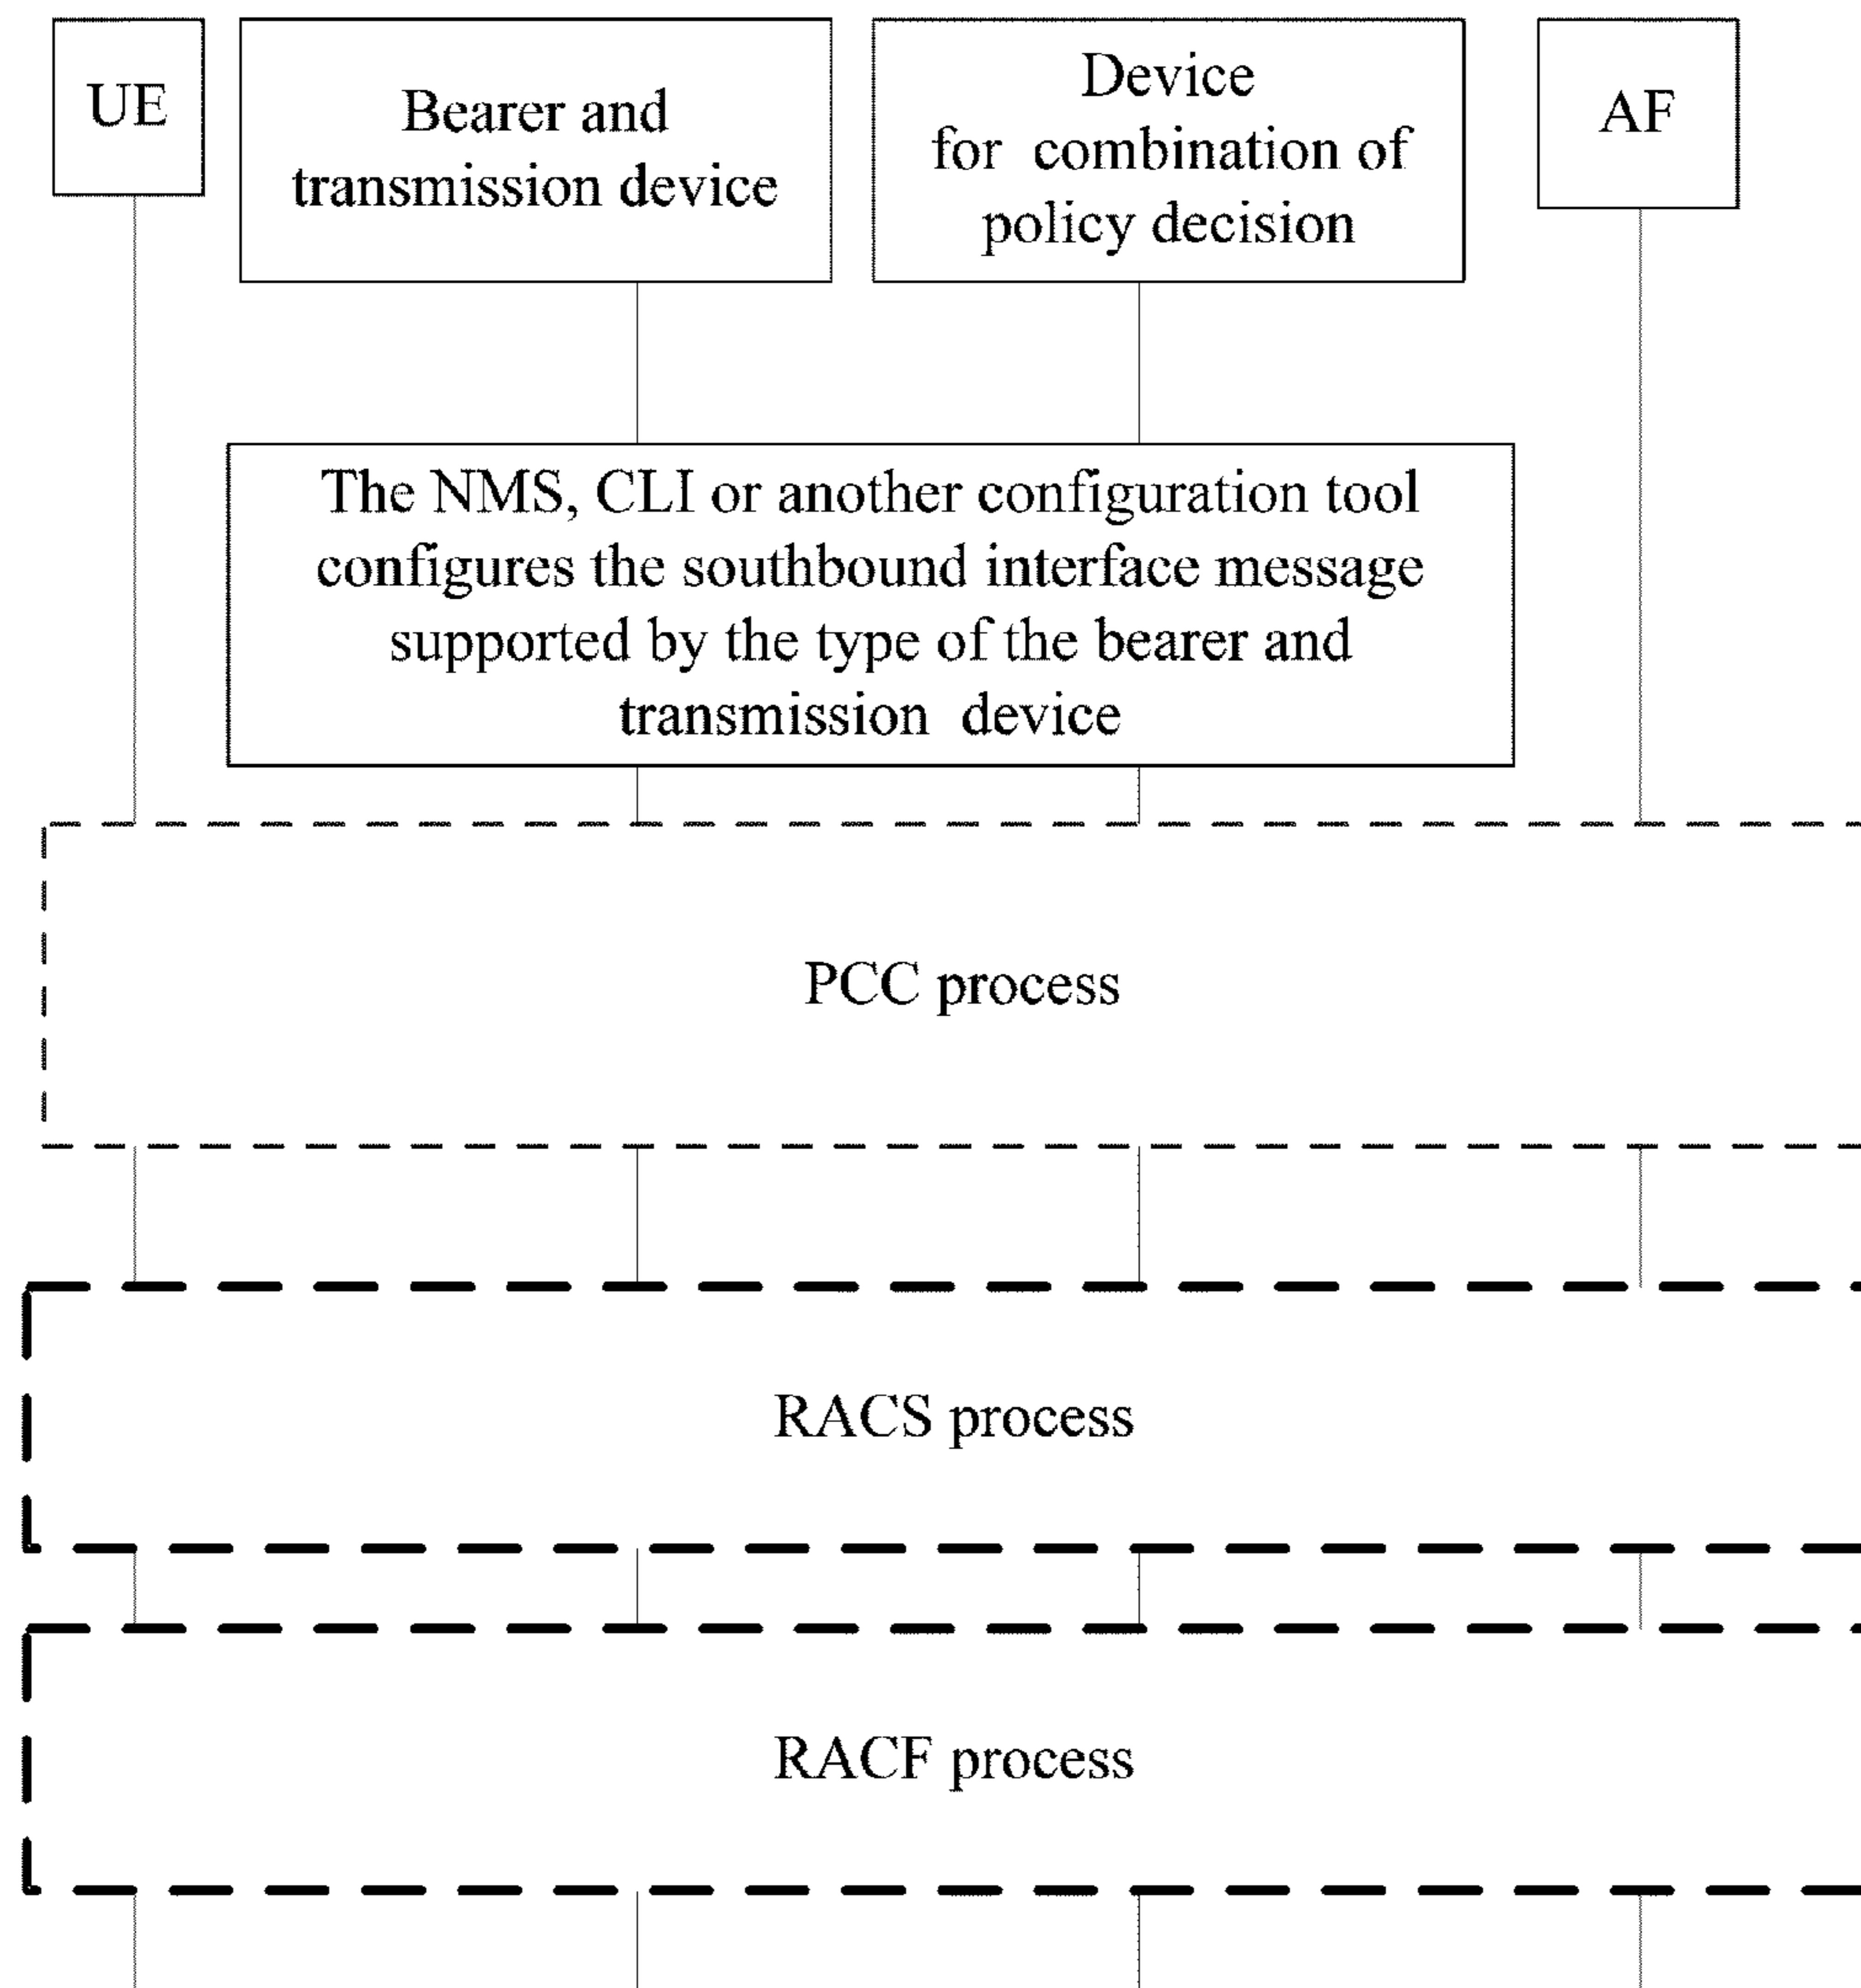 UE
Bearer and
transmission device
Device
for combination of
policy decision
AF
The NMS, CLI or another configuration tool
configures the southbound interface message
supported by the type of the bearer and
transmission device
PCC process
RACS process
RACF process